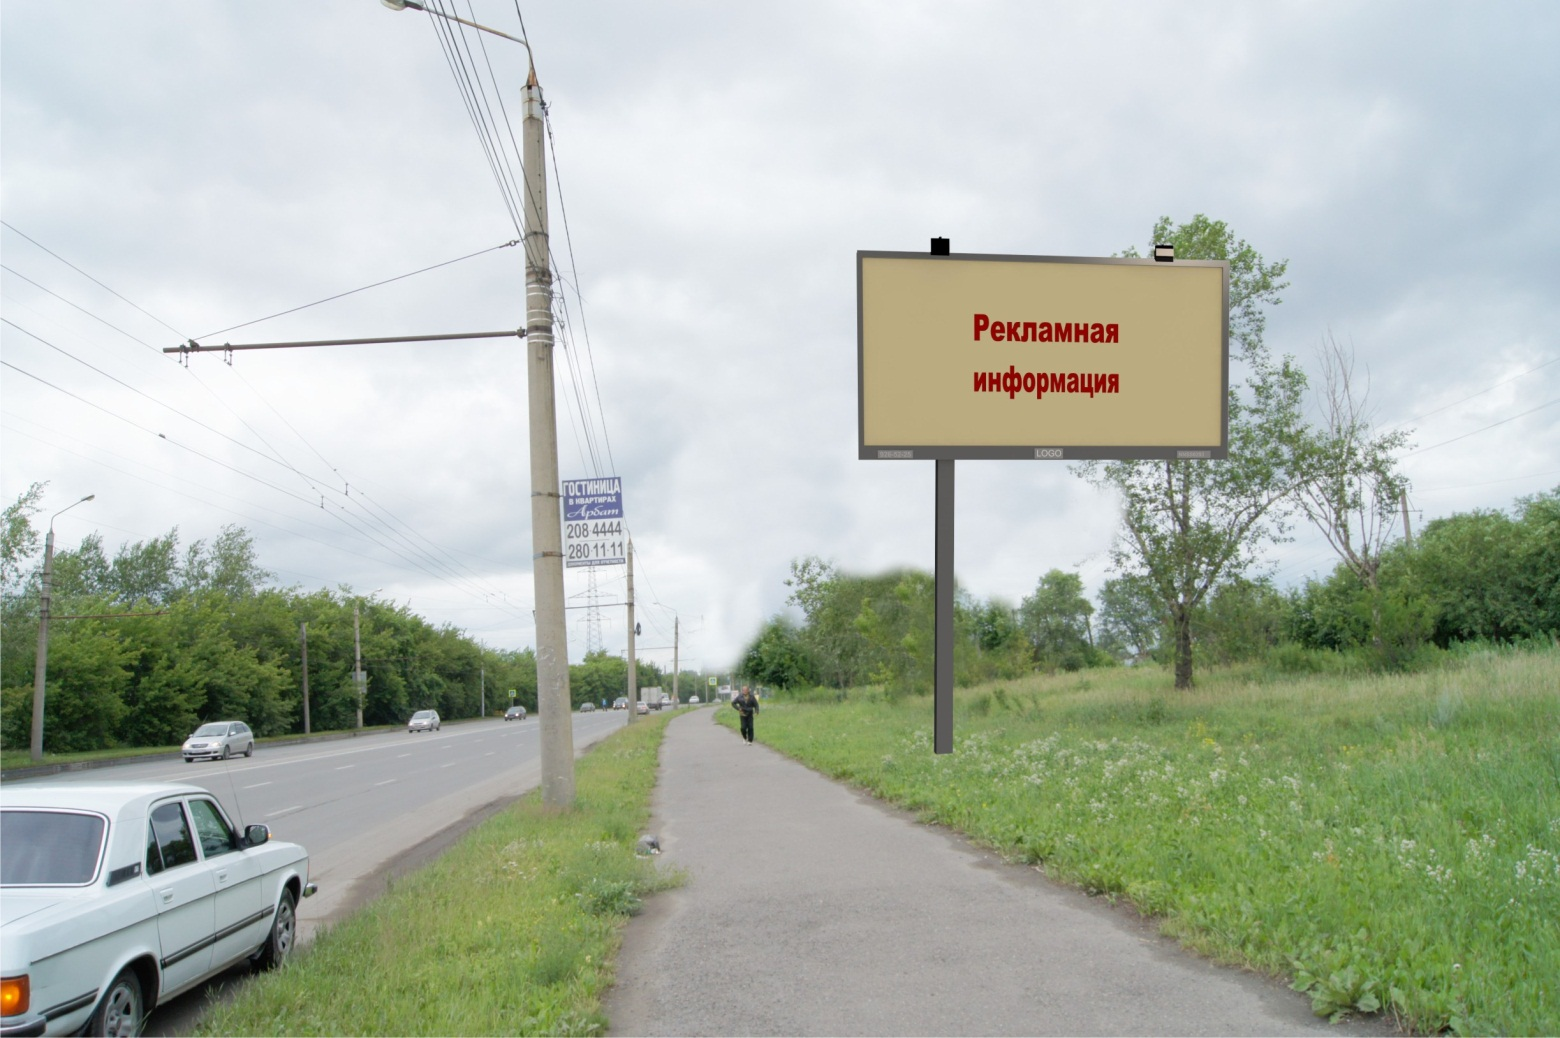 Рекламная
информация
LOGO
ГОСТИНИЦА
В КВАРТИРАХ
Арбат
208 4444
280 11 11